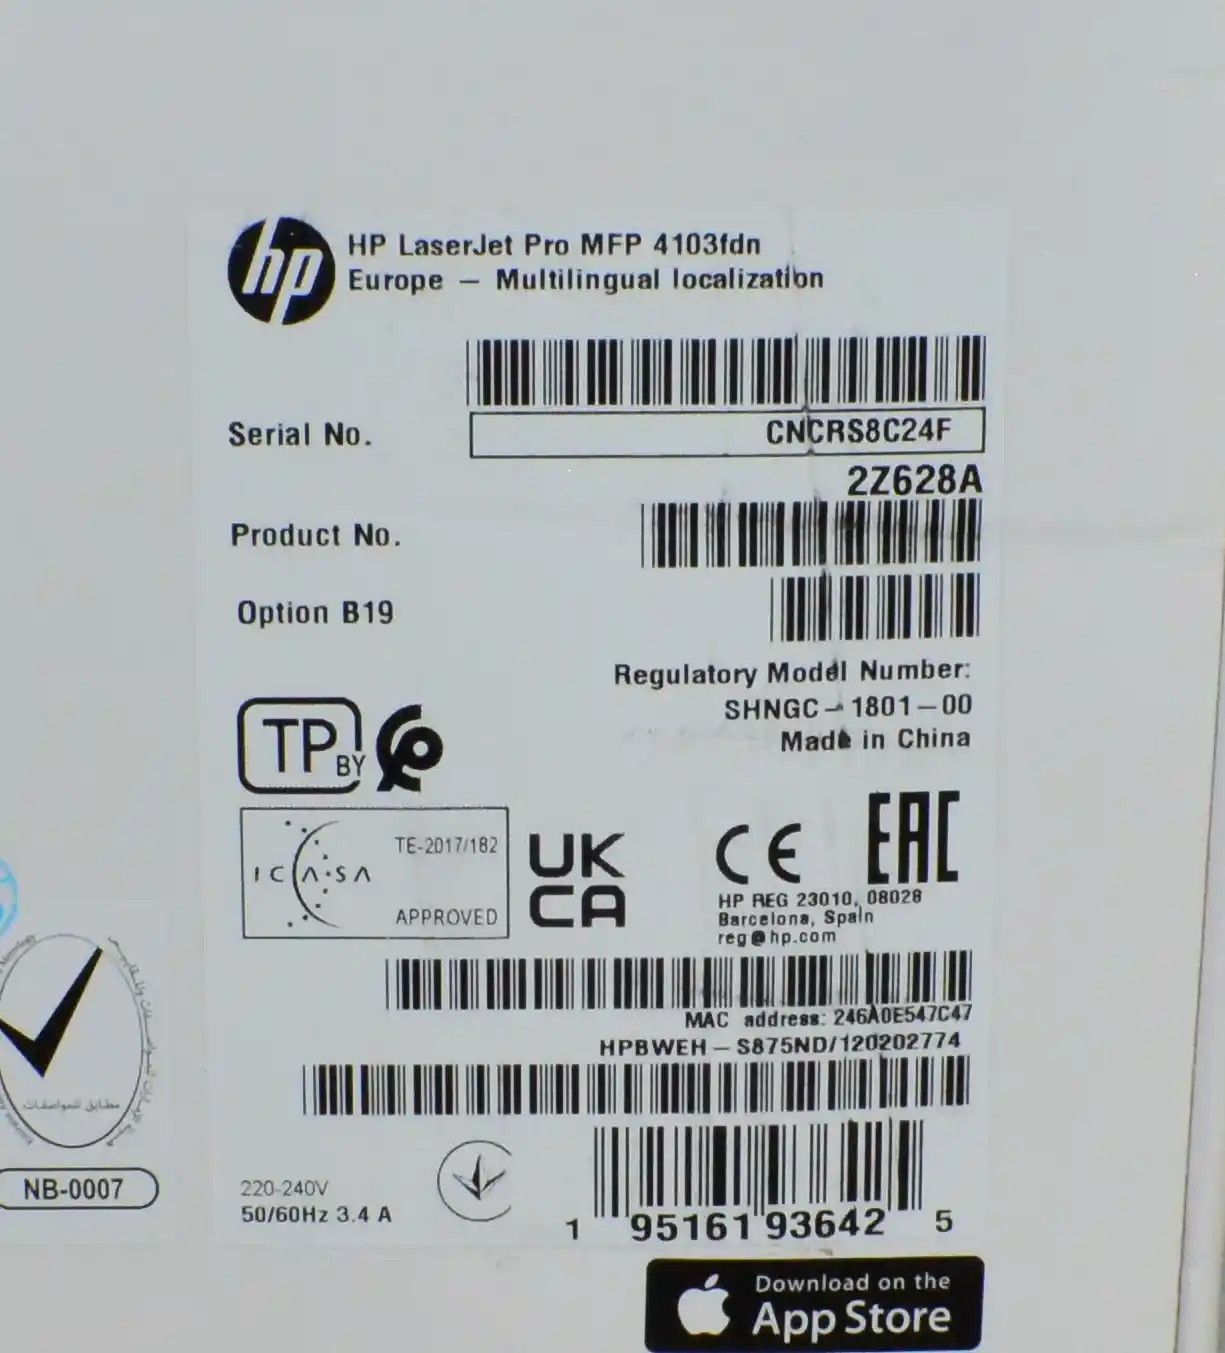 hp
HP LaserJet Pro MFP 4103fdn
Europe – Multilingual localization
Serial No.
CNCRS8C24F
2Z628A
Product No.
Option B19
Regulatory Model Number:
SHNGC-1801-00
Made in China
TP BY
ICASA
TE-2017/182
APPROVED
UK
CA
CE
EAC
HP REG 23010, 08028
Barcelona, Spain
reg@hp.com
MAC address: 246A0E547C47
HPBWEH-S875ND/120202774
مطابق للمواصفات
NB-0007
220-240V
50/60Hz 3.4 A
1 95161 93642 5
Download on the
App Store